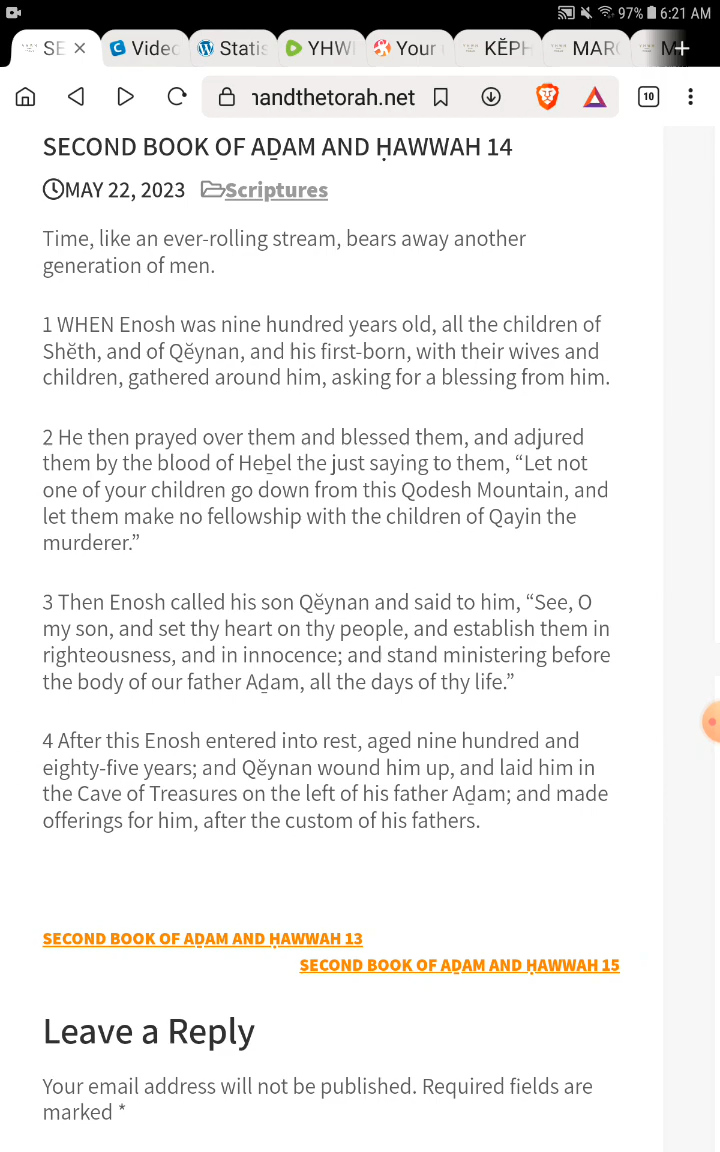 97% 6:21 AM
SE Videc Statis YHWH Your KĔPH MARC M
nandthetorah.net 10
SECOND BOOK OF AḎAM AND ḤAWWAH 14
MAY 22, 2023 Scriptures
Time, like an ever-rolling stream, bears away another
generation of men.
1 WHEN Enosh was nine hundred years old, all the children of
Shĕth, and of Qĕynan, and his first-born, with their wives and
children, gathered around him, asking for a blessing from him.
2 He then prayed over them and blessed them, and adjured
them by the blood of Heḇel the just saying to them, “Let not
one of your children go down from this Qodesh Mountain, and
let them make no fellowship with the children of Qayin the
murderer.”
3 Then Enosh called his son Qĕynan and said to him, “See, O
my son, and set thy heart on thy people, and establish them in
righteousness, and in innocence; and stand ministering before
the body of our father Aḏam, all the days of thy life.”
4 After this Enosh entered into rest, aged nine hundred and
eighty-five years; and Qĕynan wound him up, and laid him in
the Cave of Treasures on the left of his father Aḏam; and made
offerings for him, after the custom of his fathers.
SECOND BOOK OF AḎAM AND ḤAWWAH 13
SECOND BOOK OF AḎAM AND ḤAWWAH 15
Leave a Reply
Your email address will not be published. Required fields are
marked *